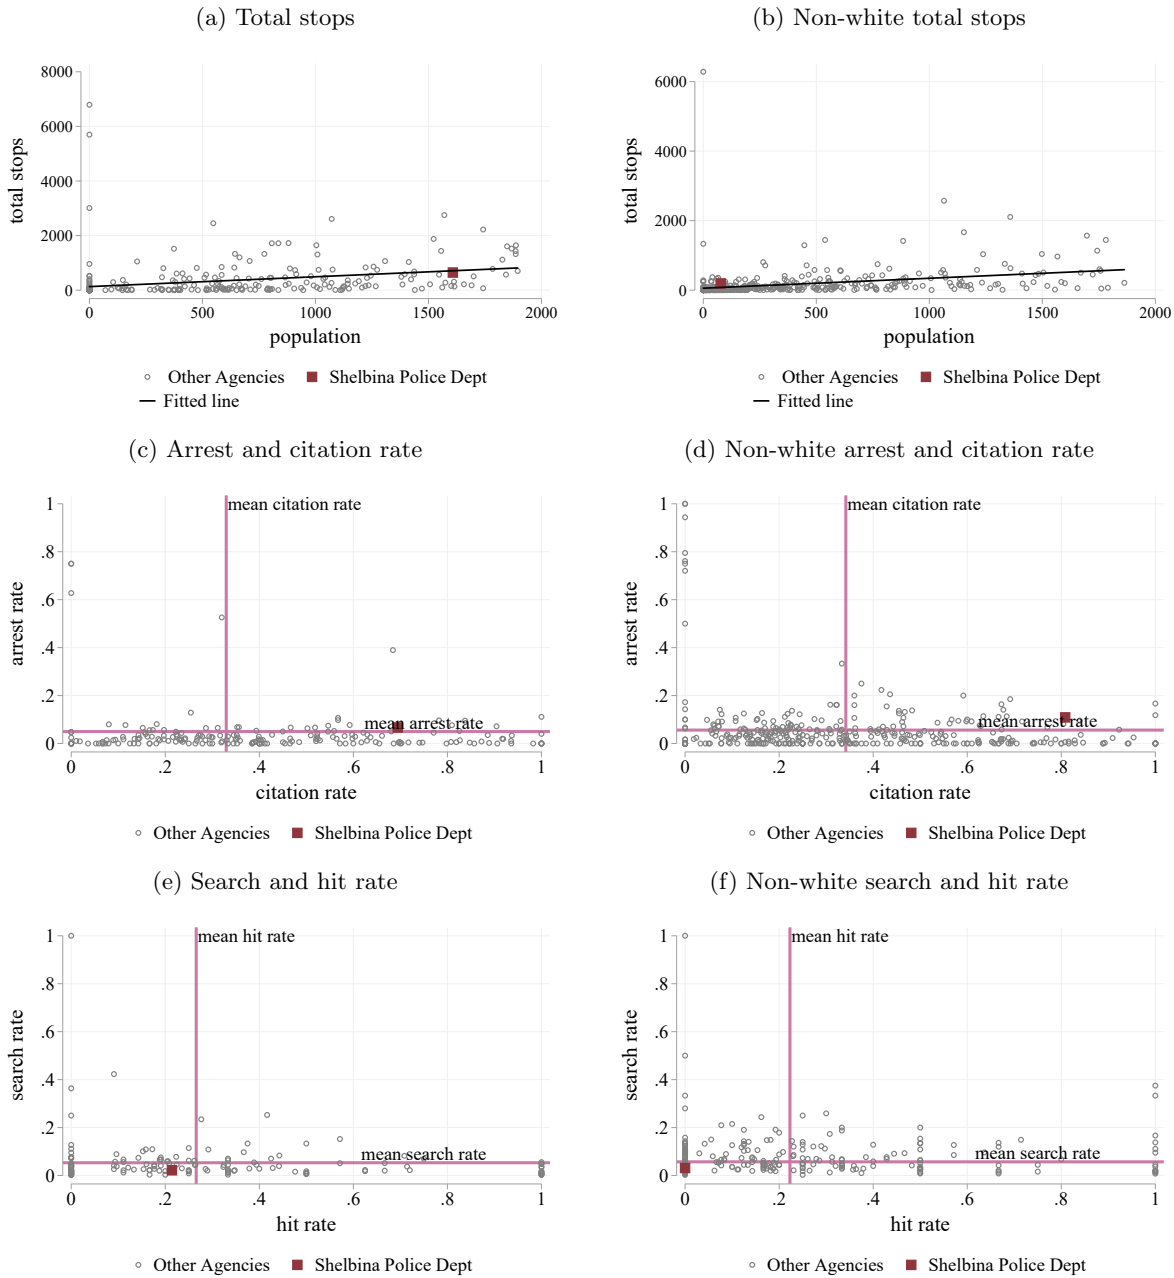 (a) Total stops
(b) Non-white total stops
total stops
8000
6000
4000
2000
0
0 500 1000 1500 2000
population
Other Agencies Shelbina Police Dept
Fitted line
total stops
6000
4000
2000
0
0 500 1000 1500 2000
population
Other Agencies Shelbina Police Dept
Fitted line
(c) Arrest and citation rate
(d) Non-white arrest and citation rate
arrest rate
1
.8
.6
.4
.2
0
mean citation rate
mean arrest rate
0 .2 .4 .6 .8 1
citation rate
Other Agencies Shelbina Police Dept
arrest rate
1
.8
.6
.4
.2
0
mean citation rate
mean arrest rate
0 .2 .4 .6 .8 1
citation rate
Other Agencies Shelbina Police Dept
(e) Search and hit rate
(f) Non-white search and hit rate
search rate
1
.8
.6
.4
.2
0
mean hit rate
mean search rate
0 .2 .4 .6 .8 1
hit rate
Other Agencies Shelbina Police Dept
search rate
1
.8
.6
.4
.2
0
mean hit rate
mean search rate
0 .2 .4 .6 .8 1
hit rate
Other Agencies Shelbina Police Dept